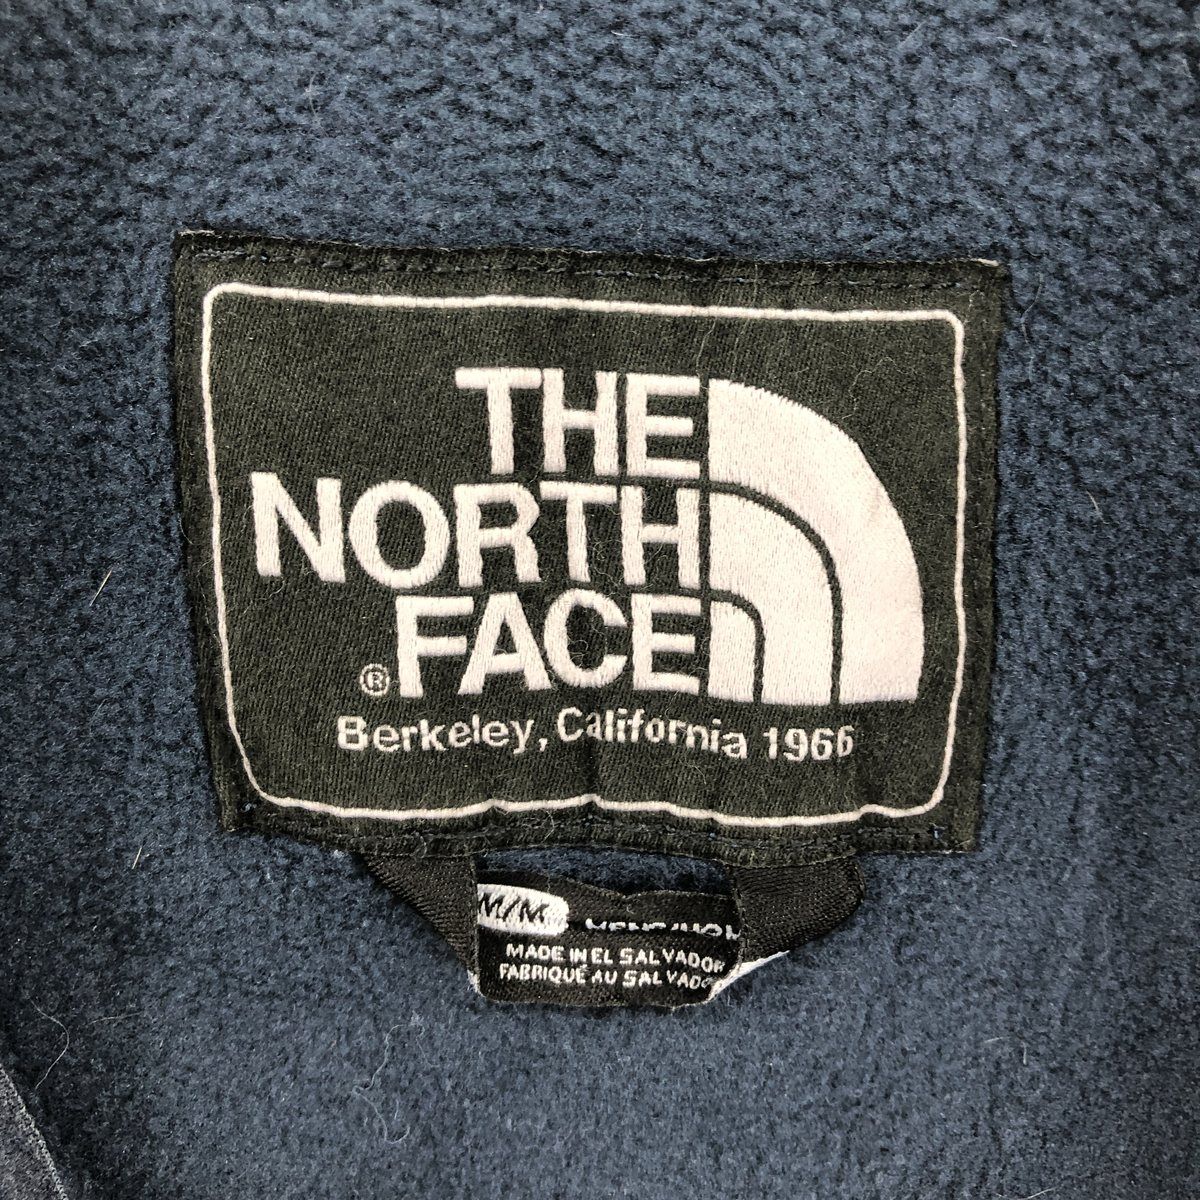 THE
NORTH
® FACE
Berkeley, California 1966
M/M
MADE IN EL SALVADOR
FABRIQUÉ AU SALVADOR